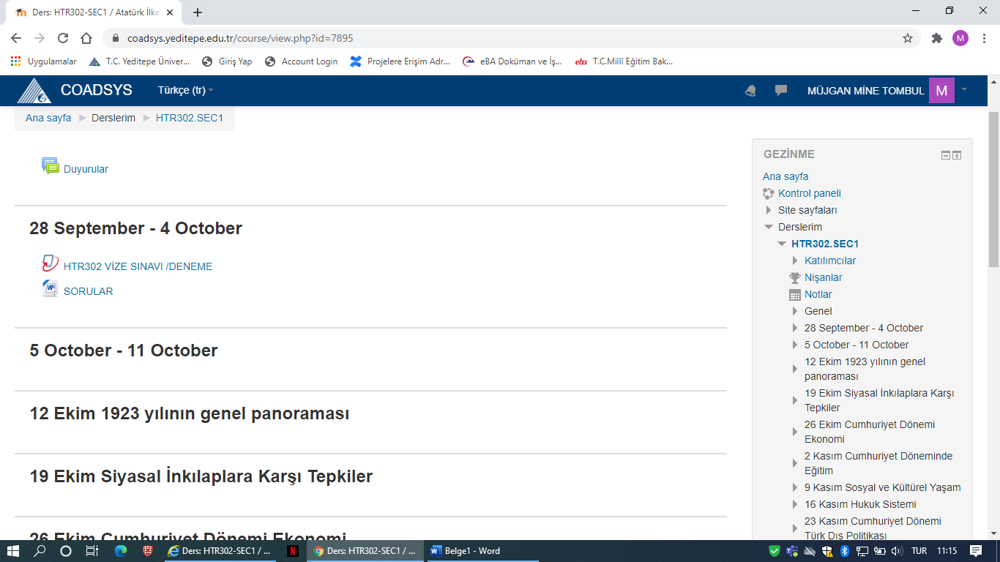 Ders: HTR302-SEC1 / Atatürk İlke
coadsys.yeditepe.edu.tr/course/view.php?id=7895
M
Uygulamalar
T.C. Yeditepe Üniver...
Giriş Yap
Account Login
Projelere Erişim Adr...
eBA Doküman ve İş...
T.C.Millî Eğitim Bak...
COADSYS
Türkçe (tr)
MÜJGAN MİNE TOMBUL
M
Ana sayfa
Derslerim
HTR302.SEC1
Duyurular
28 September - 4 October
HTR302 VİZE SINAVI /DENEME
SORULAR
5 October - 11 October
12 Ekim 1923 yılının genel panoraması
19 Ekim Siyasal İnkılaplara Karşı Tepkiler
26 Ekim Cumhuriyet Dönemi Ekonomi
GEZİNME
Ana sayfa
Kontrol paneli
Site sayfaları
Derslerim
HTR302.SEC1
Katılımcılar
Nişanlar
Notlar
Genel
28 September - 4 October
5 October - 11 October
12 Ekim 1923 yılının genel
panoraması
19 Ekim Siyasal İnkılaplara Karşı
Tepkiler
26 Ekim Cumhuriyet Dönemi
Ekonomi
2 Kasım Cumhuriyet Döneminde
Eğitim
9 Kasım Sosyal ve Kültürel Yaşam
16 Kasım Hukuk Sistemi
23 Kasım Cumhuriyet Dönemi
Türk Dış Politikası
Ders: HTR302-SEC1 / ...
N
Ders: HTR302-SEC1 / ...
Belge1 - Word
TUR
11:15